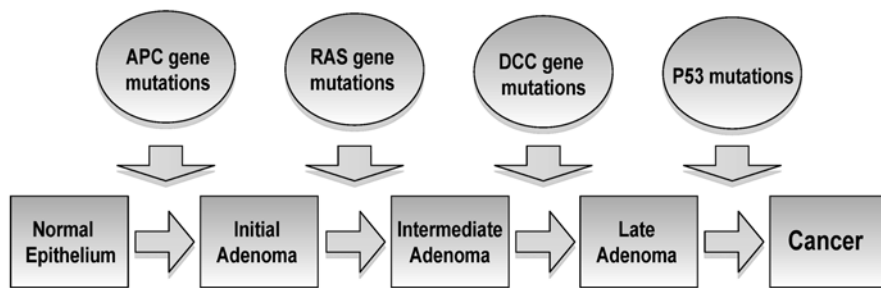 APC gene
mutations
RAS gene
mutations
DCC gene
mutations
P53 mutations
Normal
Epithelium
Initial
Adenoma
Intermediate
Adenoma
Late
Adenoma
Cancer